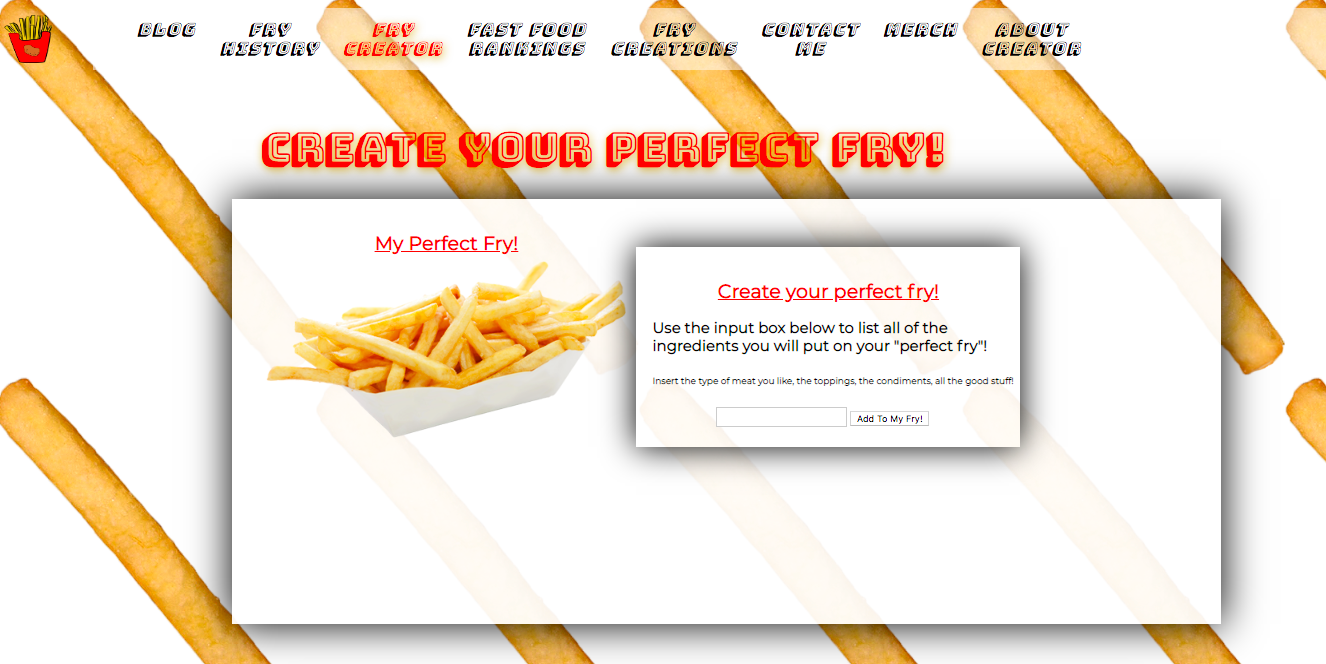 BLOG
FRY
HISTORY
FRY
CREATOR
FAST FOOD
RANKINGS
FRY
CREATIONS
CONTACT
ME
MERCH
ABOUT
CREATOR
CREATE YOUR PERFECT FRY!
My Perfect Fry!
Create your perfect fry!
Use the input box below to list all of the
ingredients you will put on your "perfect fry"!
Insert the type of meat you like, the toppings, the condiments, all the good stuff!
Add To My Fry!